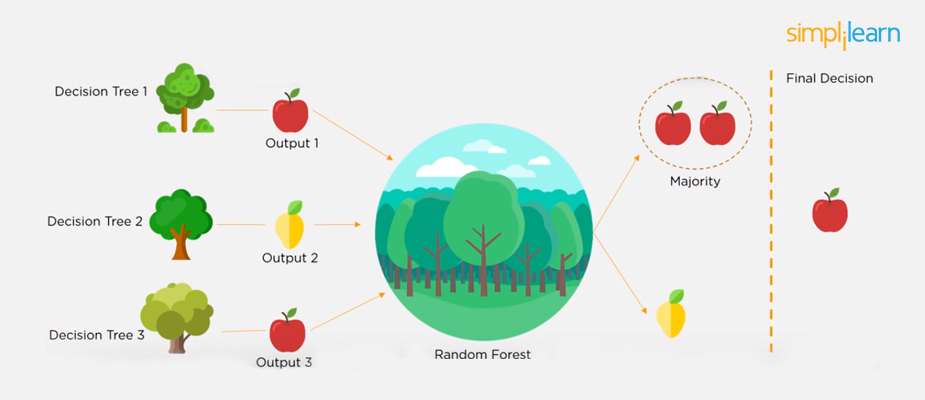 simplilearn
Final Decision
Decision Tree 1
Output 1
Majority
Decision Tree 2
Output 2
Decision Tree 3
Output 3
Random Forest